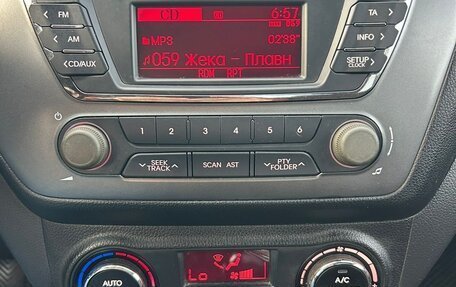 FM
CD
6:57
TA
AM
MP3
02'38"
INFO
CD/AUX
059 Жека - Плавн
RDM RPT
SETUP
CLOCK
1 2 3 4 5 6
SEEK
TRACK
SCAN AST
PTY
FOLDER
Lo
AUTO
A/C